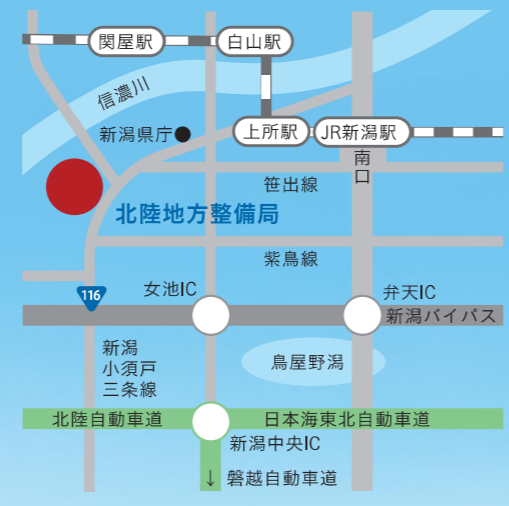 関屋駅
白山駅
信濃川
新潟県庁
上所駅
JR新潟駅
南口
笹出線
北陸地方整備局
紫鳥線
116
女池IC
弁天IC
新潟バイパス
新潟
小須戸
三条線
鳥屋野潟
北陸自動車道
日本海東北自動車道
新潟中央IC
↓ 磐越自動車道